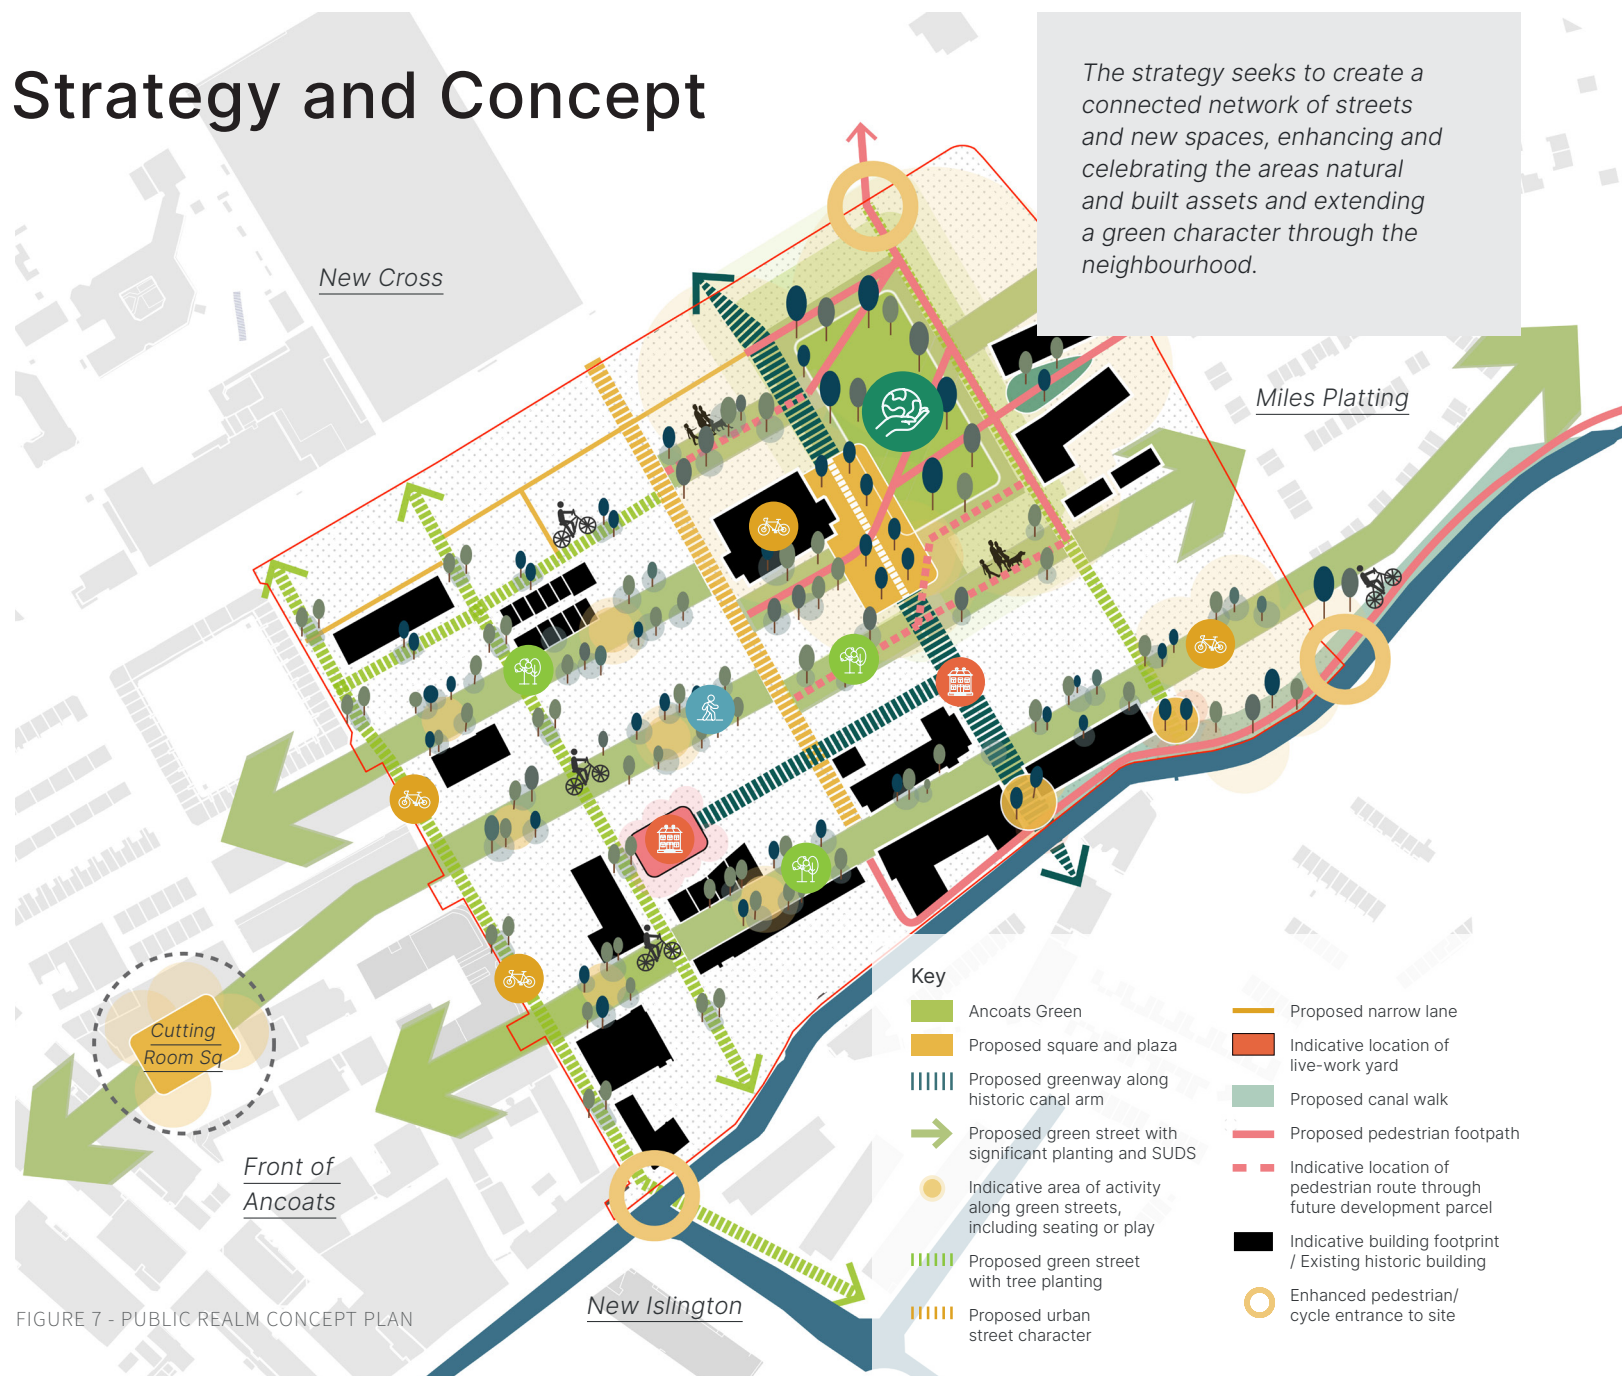 Strategy and Concept
The strategy seeks to create a
connected network of streets
and new spaces, enhancing and
celebrating the areas natural
and built assets and extending
a green character through the
neighbourhood.
New Cross
Miles Platting
Cutting
Room Sq
Front of
Ancoats
New Islington
Key
Ancoats Green
Proposed square and plaza
Proposed greenway along
historic canal arm
Proposed green street with
significant planting and SUDS
Indicative area of activity
along green streets,
including seating or play
Proposed green street
with tree planting
Proposed urban
street character
Proposed narrow lane
Indicative location of
live-work yard
Proposed canal walk
Proposed pedestrian footpath
Indicative location of
pedestrian route through
future development parcel
Indicative building footprint
/ Existing historic building
Enhanced pedestrian/
cycle entrance to site
FIGURE 7 - PUBLIC REALM CONCEPT PLAN